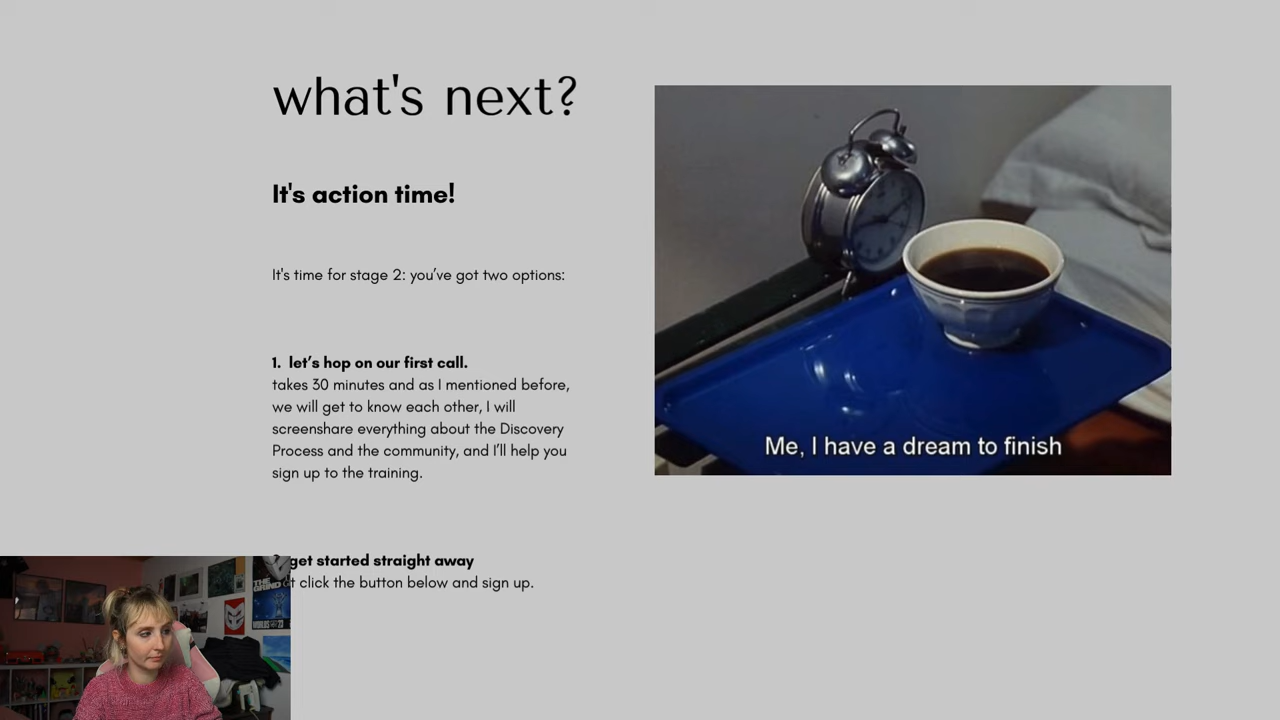 what's next?
It's action time!
It's time for stage 2: you've got two options:
1. let's hop on our first call.
takes 30 minutes and as I mentioned before,
we will get to know each other, I will
screenshare everything about the Discovery
Process and the community, and I'll help you
sign up to the training.
get started straight away
click the button below and sign up.
Me, I have a dream to finish
THE
GRIND